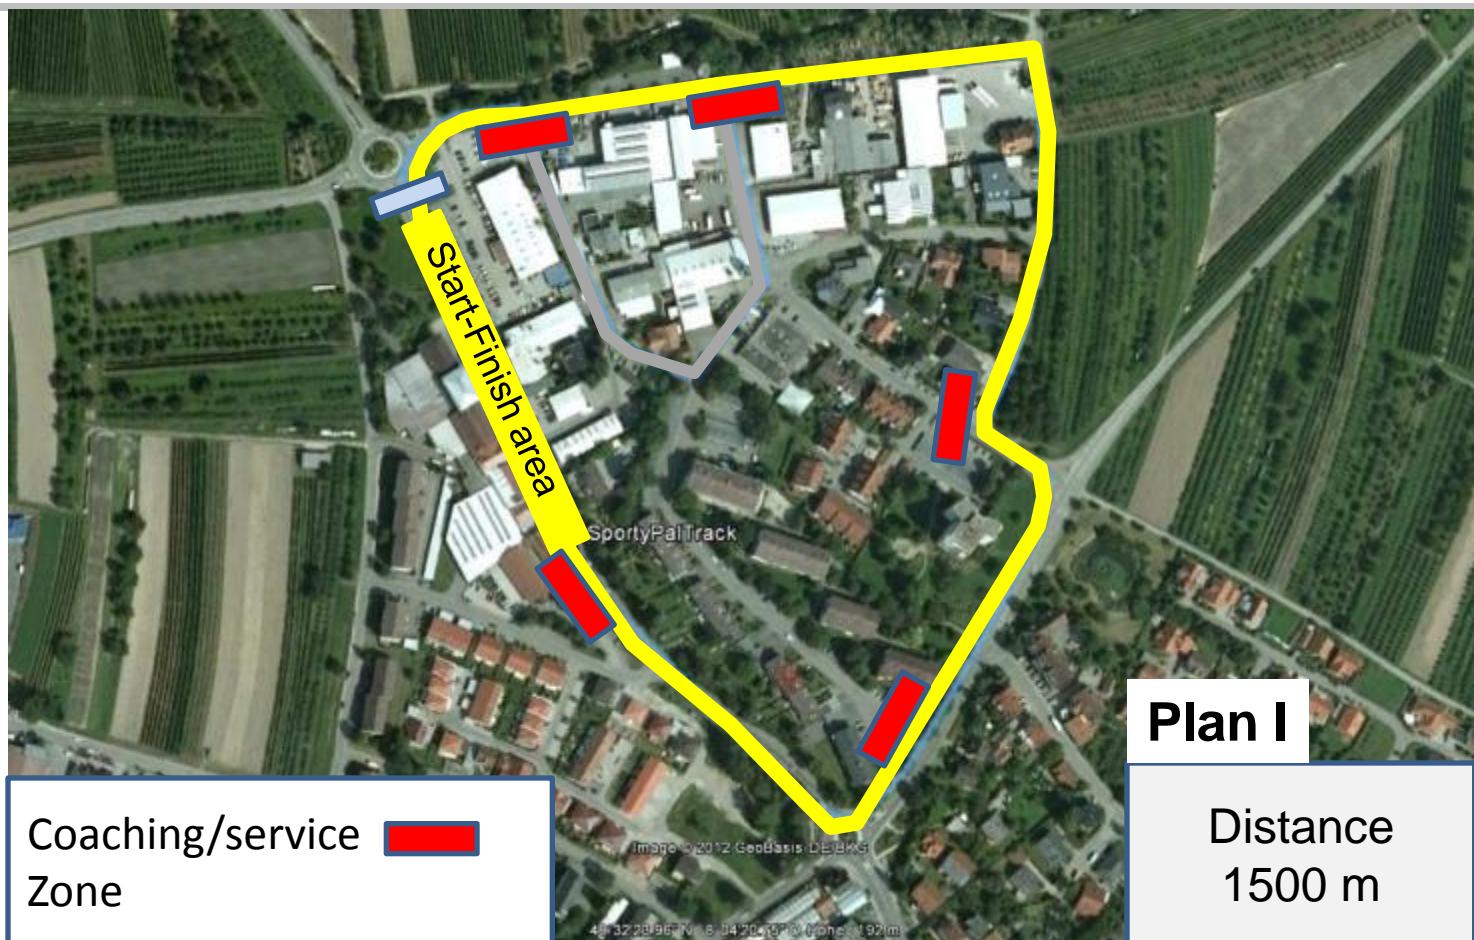 Start-Finish area
SportyPalTrack
Plan I
Coaching/service
Zone
Distance
1500 m
Image © 2012 GeoBasis-DE/BKG